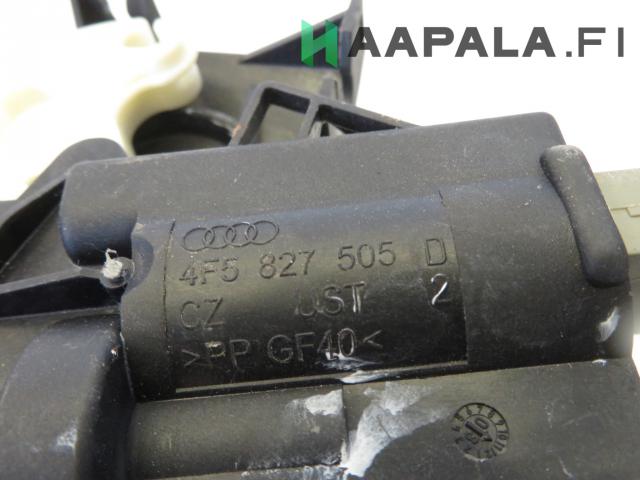 HAAPALA.FI
4F5 827 505 D
CZ UST 2
>PP GF40<